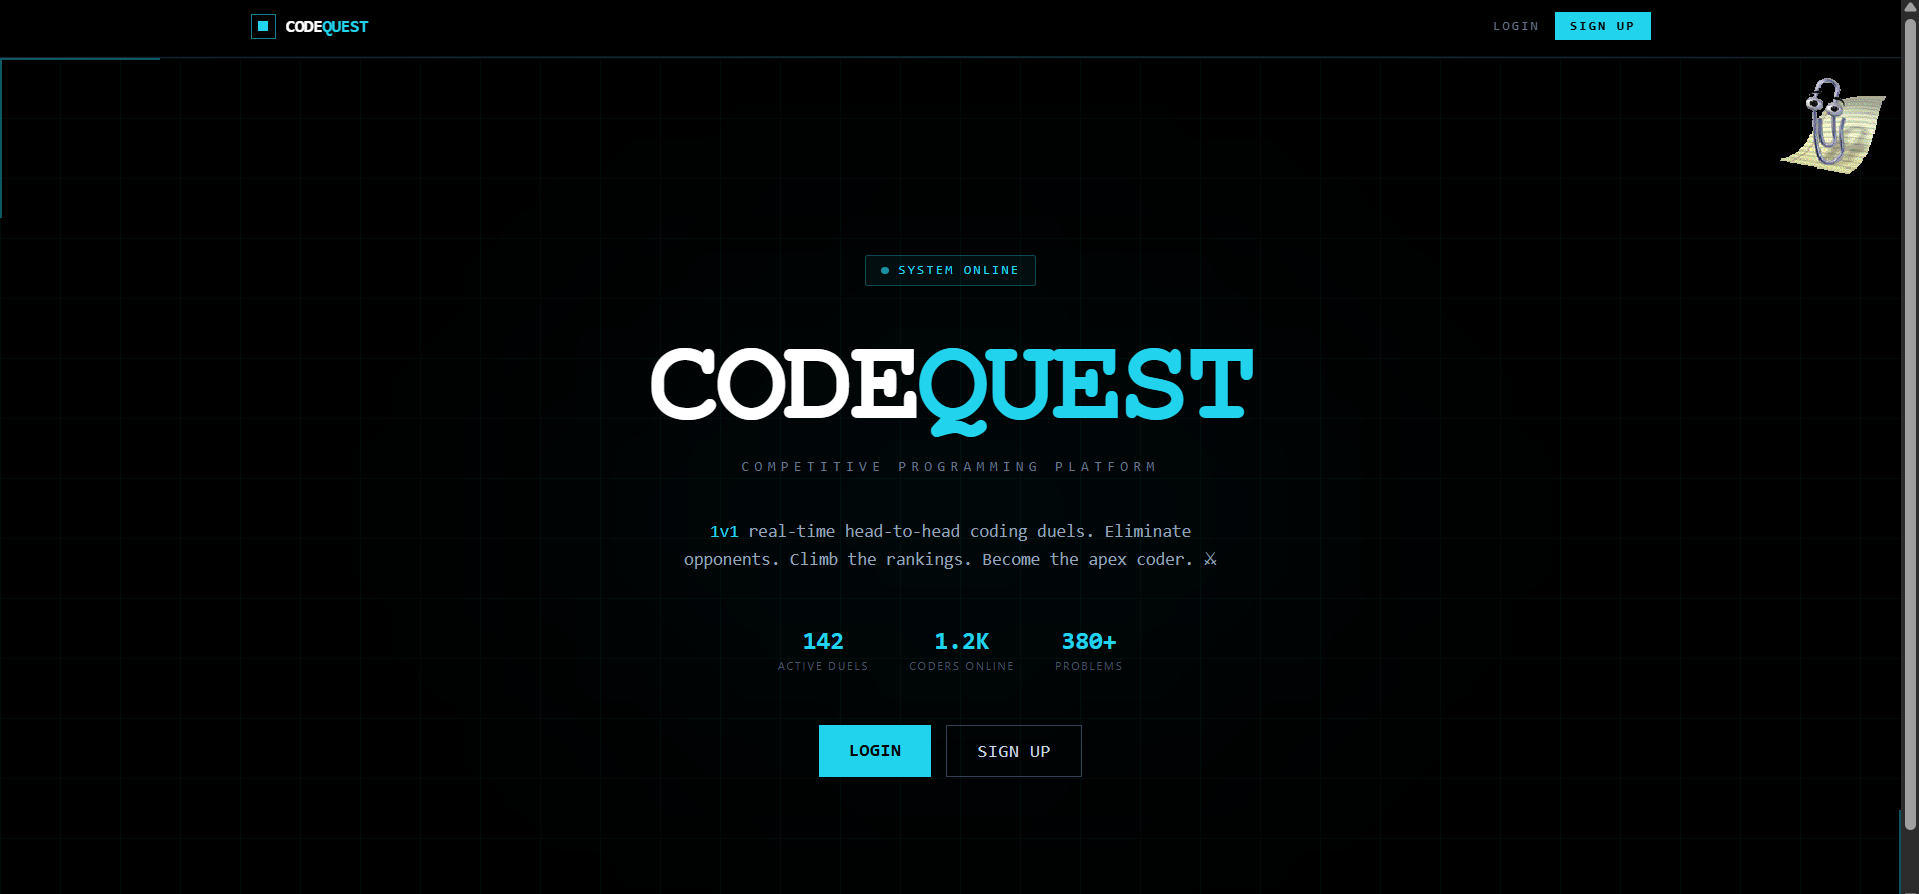 CODEQUEST
LOGIN
SIGN UP
SYSTEM ONLINE
CODEQUEST
COMPETITIVE PROGRAMMING PLATFORM
1v1 real-time head-to-head coding duels. Eliminate
opponents. Climb the rankings. Become the apex coder. ⚔
142
ACTIVE DUELS
1.2K
CODERS ONLINE
380+
PROBLEMS
LOGIN
SIGN UP